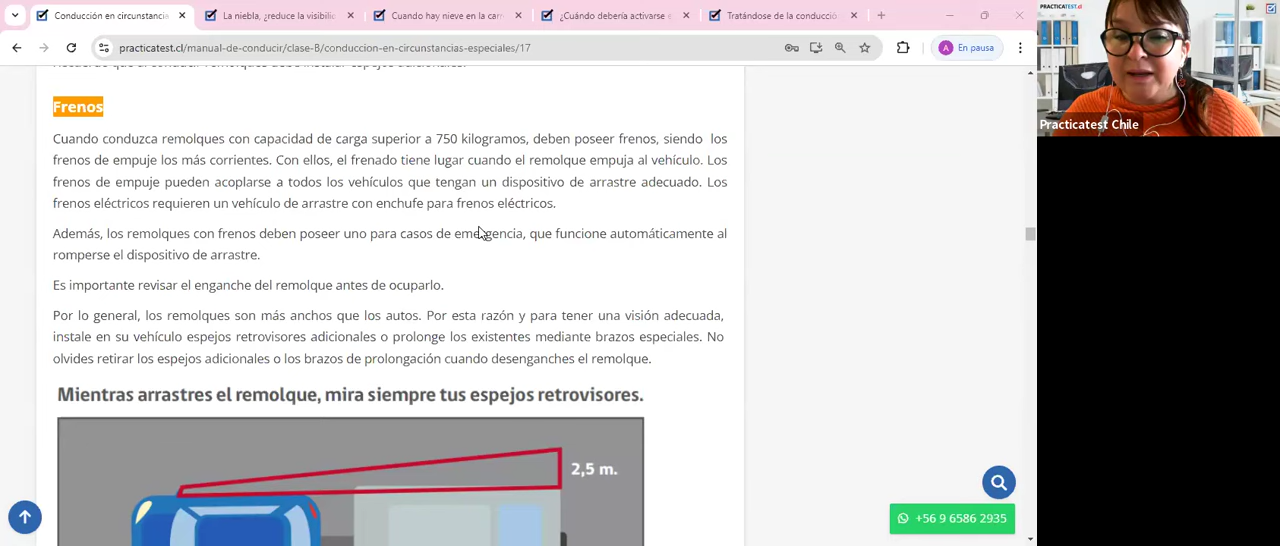 Conducción en circunstancia
La niebla, ¿reduce la visibilid
Cuando hay nieve en la carr
¿Cuándo debería activarse e
Tratándose de la conducció
practicatest.cl/manual-de-conducir/clase-B/conduccion-en-circunstancias-especiales/17
A
En pausa
Frenos
Cuando conduzca remolques con capacidad de carga superior a 750 kilogramos, deben poseer frenos, siendo los
frenos de empuje los más corrientes. Con ellos, el frenado tiene lugar cuando el remolque empuja al vehículo. Los
frenos de empuje pueden acoplarse a todos los vehículos que tengan un dispositivo de arrastre adecuado. Los
frenos eléctricos requieren un vehículo de arrastre con enchufe para frenos eléctricos.
Además, los remolques con frenos deben poseer uno para casos de emergencia, que funcione automáticamente al
romperse el dispositivo de arrastre.
Es importante revisar el enganche del remolque antes de ocuparlo.
Por lo general, los remolques son más anchos que los autos. Por esta razón y para tener una visión adecuada,
instale en su vehículo espejos retrovisores adicionales o prolongue los existentes mediante brazos especiales. No
olvides retirar los espejos adicionales o los brazos de prolongación cuando desenganches el remolque.
Mientras arrastres el remolque, mira siempre tus espejos retrovisores.
2,5 m.
+56 9 6586 2935
PRACTICATEST.cl
Practicatest Chile